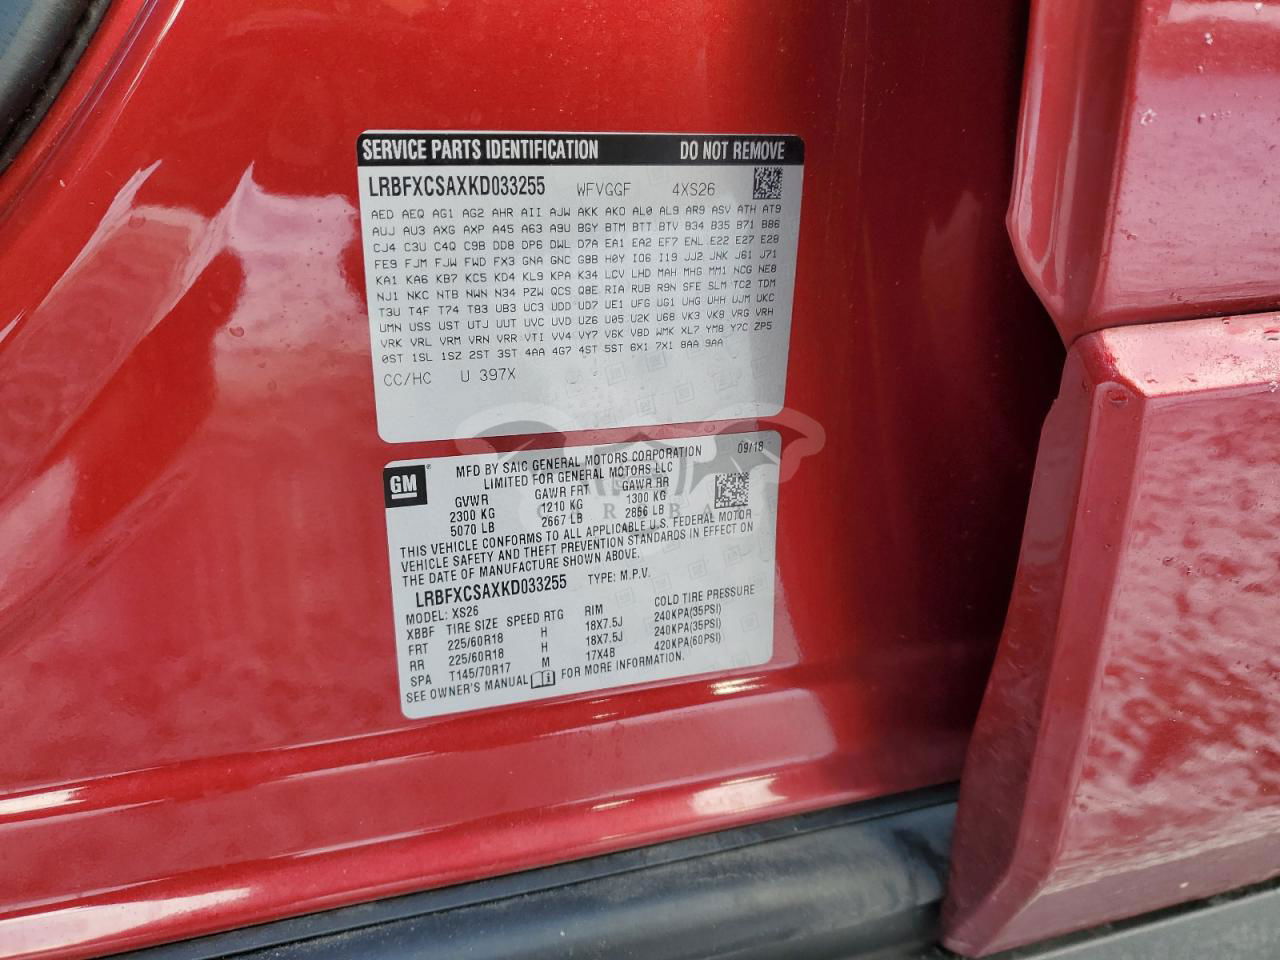 SERVICE PARTS IDENTIFICATION DO NOT REMOVE
LRBFXCSAXKD033255 WFVGGF 4XS26
AED AEQ AG1 AG2 AHR AII AJW AKK AKO AL0 AL9 AR9 ASV ATH AT9
AUJ AU3 AXG AXP A45 A63 A9U BGY BTM BTT BTV B34 B35 B71 B86
CJ4 C3U C4Q C9B DD8 DP6 DWL D7A EA1 EA2 EF7 ENL E22 E27 E28
FE9 FJM FJW FWD FX3 GNA GNC G9B H0Y IO6 I19 JJ2 JNK J61 J71
KA1 KA6 KB7 KC5 KD4 KL9 KPA K34 LCV LHD MAH MHG MM1 NCG NE8
NJ1 NKC NTB NWN N34 PZW QCS Q8E RIA RUB R9N SFE SLM TC2 TDM
T3U T4F T74 T83 UB3 UC3 UDD UD7 UE1 UFG UG1 UHG UHH UJM UKC
UMN USS UST UTJ UUT UVC UVD UZ6 U05 U2K U68 VK3 VK8 VRG VRH
VRK VRL VRM VRN VRR VTI VV4 VY7 V6K V8D WMK XL7 YM8 Y7C ZP5
0ST 1SL 1SZ 2ST 3ST 4AA 4G7 4ST 5ST 6X1 7X1 8AA 9AA
CC/HC U 397X
GM
MFD BY SAIC GENERAL MOTORS CORPORATION 09/18
LIMITED FOR GENERAL MOTORS LLC
GVWR GAWR FRT GAWR RR
2300 KG 1210 KG 1300 KG
5070 LB 2667 LB 2866 LB
THIS VEHICLE CONFORMS TO ALL APPLICABLE U.S. FEDERAL MOTOR
VEHICLE SAFETY AND THEFT PREVENTION STANDARDS IN EFFECT ON
THE DATE OF MANUFACTURE SHOWN ABOVE.
LRBFXCSAXKD033255 TYPE: M.P.V.
MODEL: XS26
XBBF TIRE SIZE SPEED RTG RIM COLD TIRE PRESSURE
FRT 225/60R18 H 18X7.5J 240KPA(35PSI)
RR 225/60R18 H 18X7.5J 240KPA(35PSI)
SPA T145/70R17 M 17X4B 420KPA(60PSI)
SEE OWNER'S MANUAL FOR MORE INFORMATION.